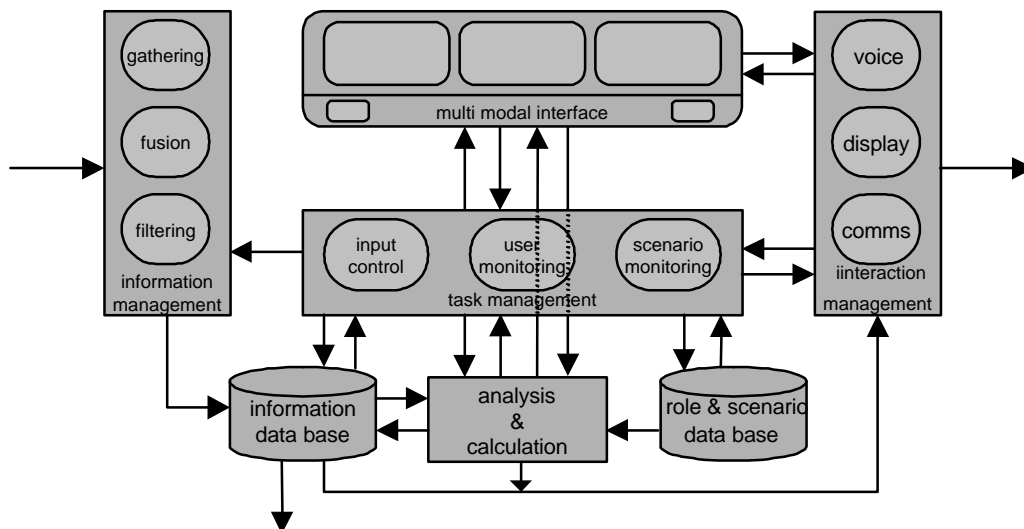 gathering
fusion
filtering
information
management
multi modal interface
input
control
user
monitoring
scenario
monitoring
task management
voice
display
comms
iinteraction
management
information
data base
analysis
&
calculation
role & scenario
data base